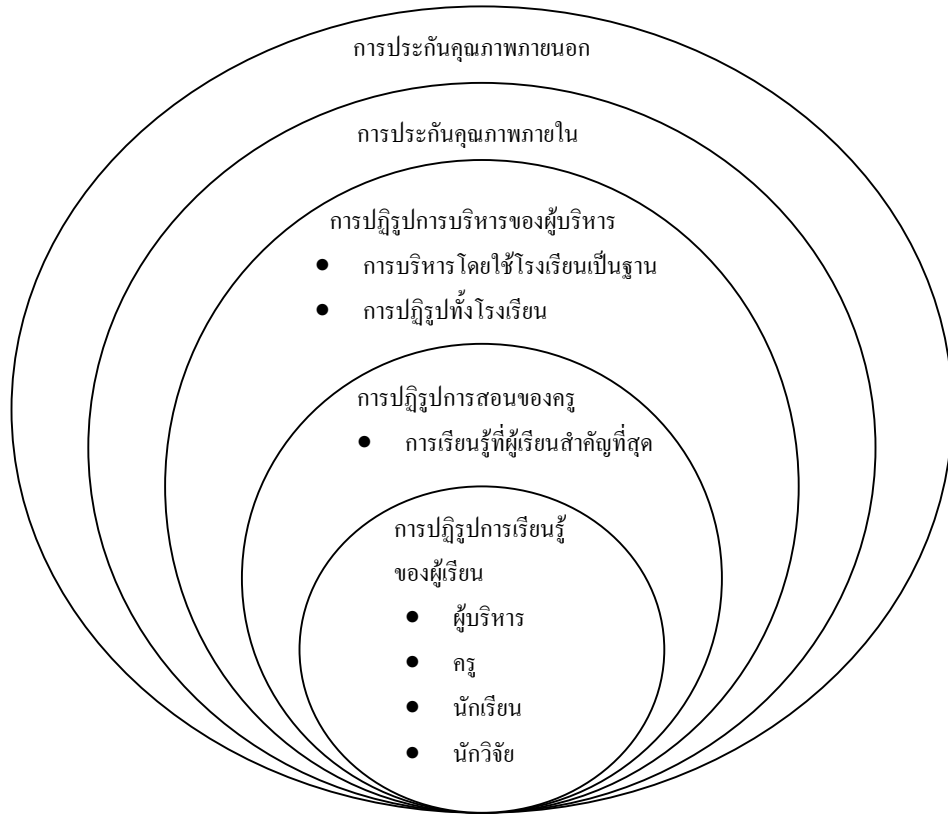 การประกันคุณภาพภายนอก
การประกันคุณภาพภายใน
การปฏิรูปการบริหารของผู้บริหาร
● การบริหารโดยใช้โรงเรียนเป็นฐาน
● การปฏิรูปทั้งโรงเรียน
การปฏิรูปการสอนของครู
● การเรียนรู้ที่ผู้เรียนสำคัญที่สุด
การปฏิรูปการเรียนรู้
ของผู้เรียน
● ผู้บริหาร
● ครู
● นักเรียน
● นักวิจัย